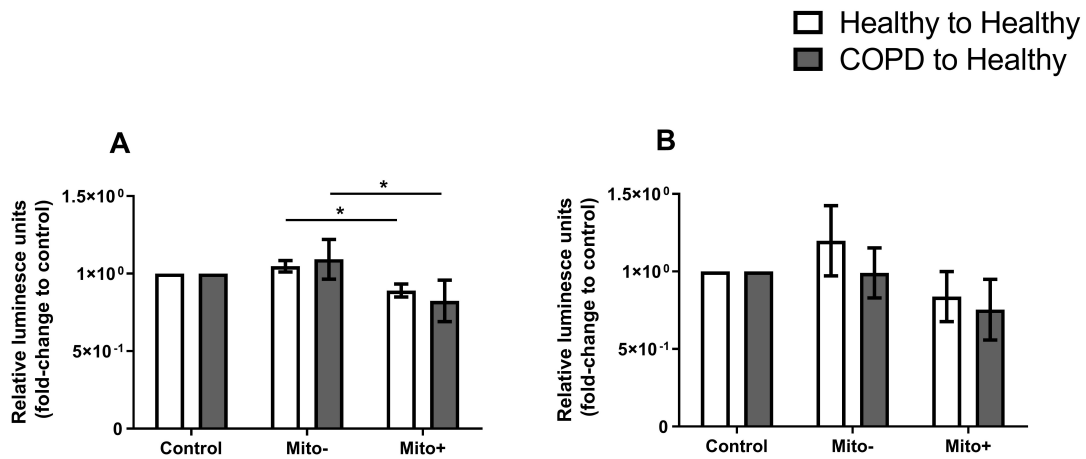 Healthy to Healthy
COPD to Healthy
A
Relative luminesce units
(fold-change to control)
1.5×10⁰
1×10⁰
5×10⁻¹
0
*
*
Control
Mito-
Mito+
B
Relative luminesce units
(fold-change to control)
1.5×10⁰
1×10⁰
5×10⁻¹
0
Control
Mito-
Mito+